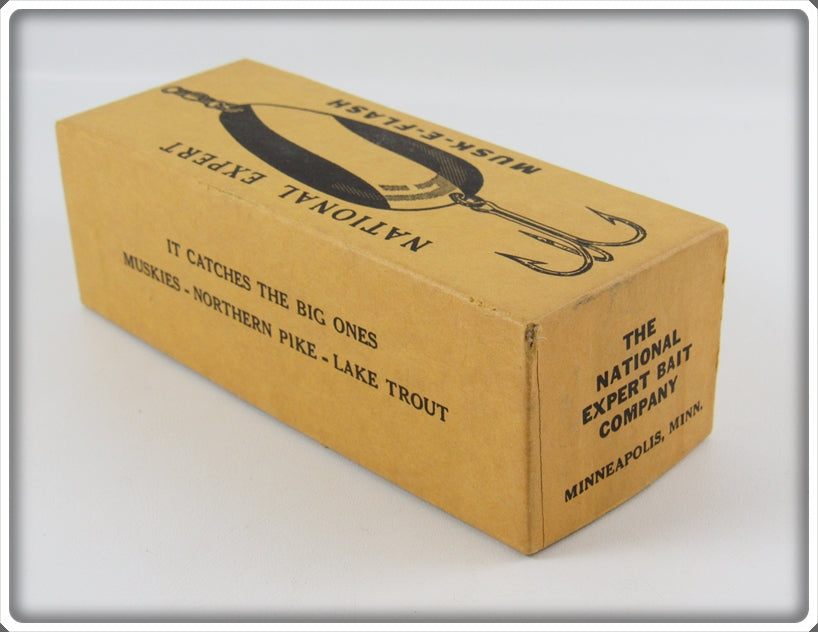 NATIONAL EXPERT
MUSK-E-FLASH
IT CATCHES THE BIG ONES
MUSKIES - NORTHERN PIKE - LAKE TROUT
THE
NATIONAL
EXPERT BAIT
COMPANY
MINNEAPOLIS, MINN.